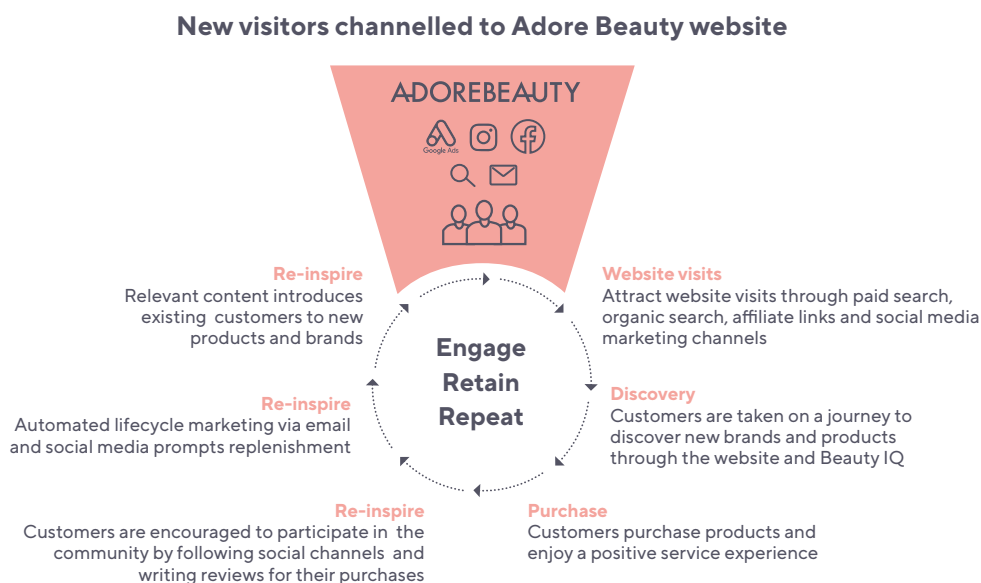 New visitors channelled to Adore Beauty website
ADOREBEAUTY
Google Ads
Website visits
Attract website visits through paid search,
organic search, affiliate links and social media
marketing channels
Discovery
Customers are taken on a journey to
discover new brands and products
through the website and Beauty IQ
Purchase
Customers purchase products and
enjoy a positive service experience
Re-inspire
Customers are encouraged to participate in the
community by following social channels and
writing reviews for their purchases
Re-inspire
Automated lifecycle marketing via email
and social media prompts replenishment
Re-inspire
Relevant content introduces
existing customers to new
products and brands
Engage
Retain
Repeat